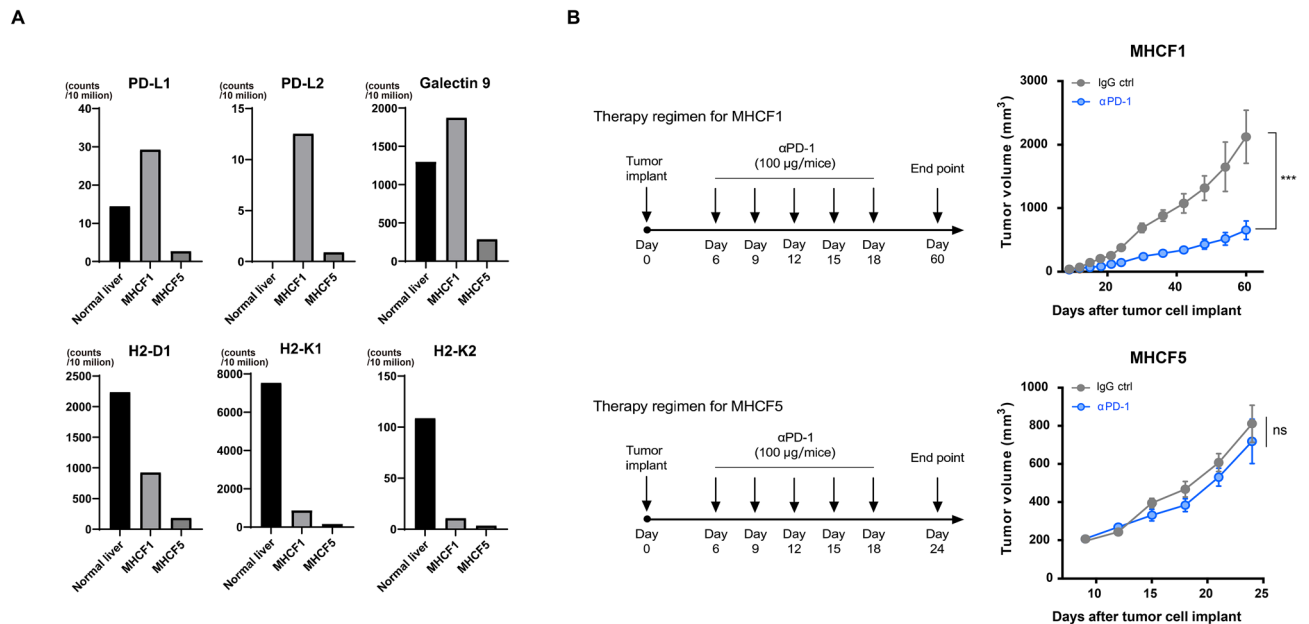 A
PD-L1
(counts
/10 milion)
40
30
20
10
0
Normal liver
MHCF1
MHCF5
PD-L2
(counts
/10 milion)
15
10
5
0
Normal liver
MHCF1
MHCF5
Galectin 9
(counts
/10 milion)
2000
1500
1000
500
0
Normal liver
MHCF1
MHCF5
H2-D1
(counts
/10 milion)
2500
2000
1500
1000
500
0
Normal liver
MHCF1
MHCF5
H2-K1
(counts
/10 milion)
8000
6000
4000
2000
0
Normal liver
MHCF1
MHCF5
H2-K2
(counts
/10 milion)
150
100
50
0
Normal liver
MHCF1
MHCF5
B
Therapy regimen for MHCF1
Tumor
implant
αPD-1
(100 µg/mice)
End point
Day
0
Day
6
Day
9
Day
12
Day
15
Day
18
Day
60
MHCF1
IgG ctrl
αPD-1
Tumor volume (mm³)
3000
2000
1000
0
20
40
60
***
Days after tumor cell implant
Therapy regimen for MHCF5
Tumor
implant
αPD-1
(100 µg/mice)
End point
Day
0
Day
6
Day
9
Day
12
Day
15
Day
18
Day
24
MHCF5
IgG ctrl
αPD-1
Tumor volume (mm³)
1000
800
600
400
200
0
10
15
20
25
ns
Days after tumor cell implant